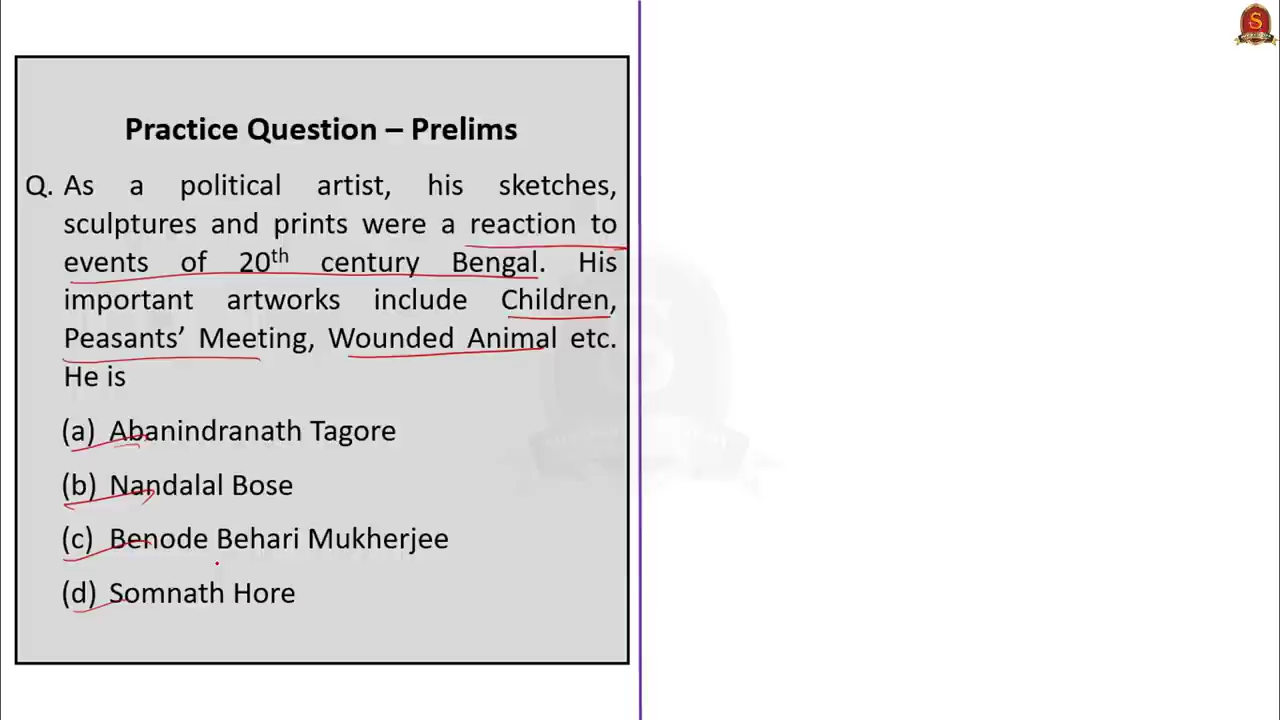 Practice Question – Prelims
Q. As a political artist, his sketches,
sculptures and prints were a reaction to
events of 20th century Bengal. His
important artworks include Children,
Peasants’ Meeting, Wounded Animal etc.
He is
(a) Abanindranath Tagore
(b) Nandalal Bose
(c) Benode Behari Mukherjee
(d) Somnath Hore